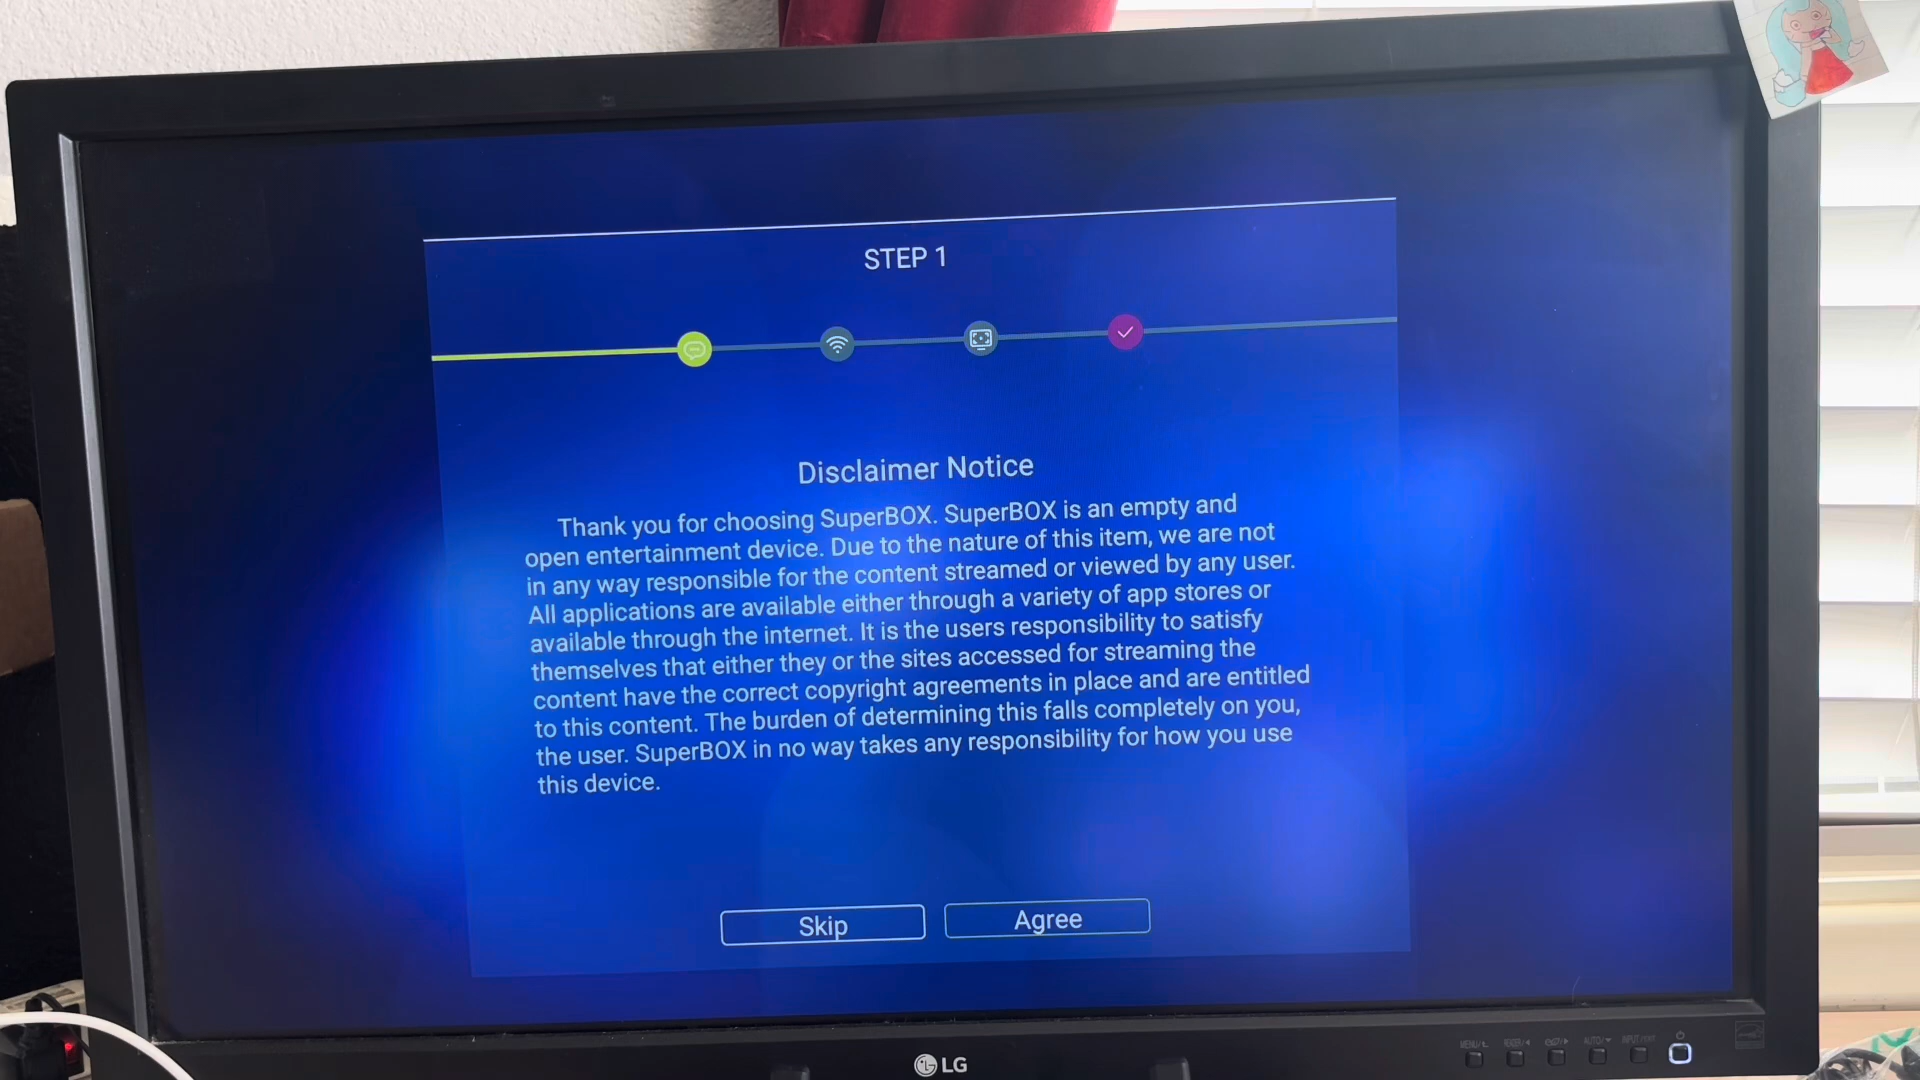 STEP 1
Disclaimer Notice
Thank you for choosing SuperBOX. SuperBOX is an empty and
open entertainment device. Due to the nature of this item, we are not
in any way responsible for the content streamed or viewed by any user.
All applications are available either through a variety of app stores or
available through the internet. It is the users responsibility to satisfy
themselves that either they or the sites accessed for streaming the
content have the correct copyright agreements in place and are entitled
to this content. The burden of determining this falls completely on you,
the user. SuperBOX in no way takes any responsibility for how you use
this device.
Skip
Agree
LG